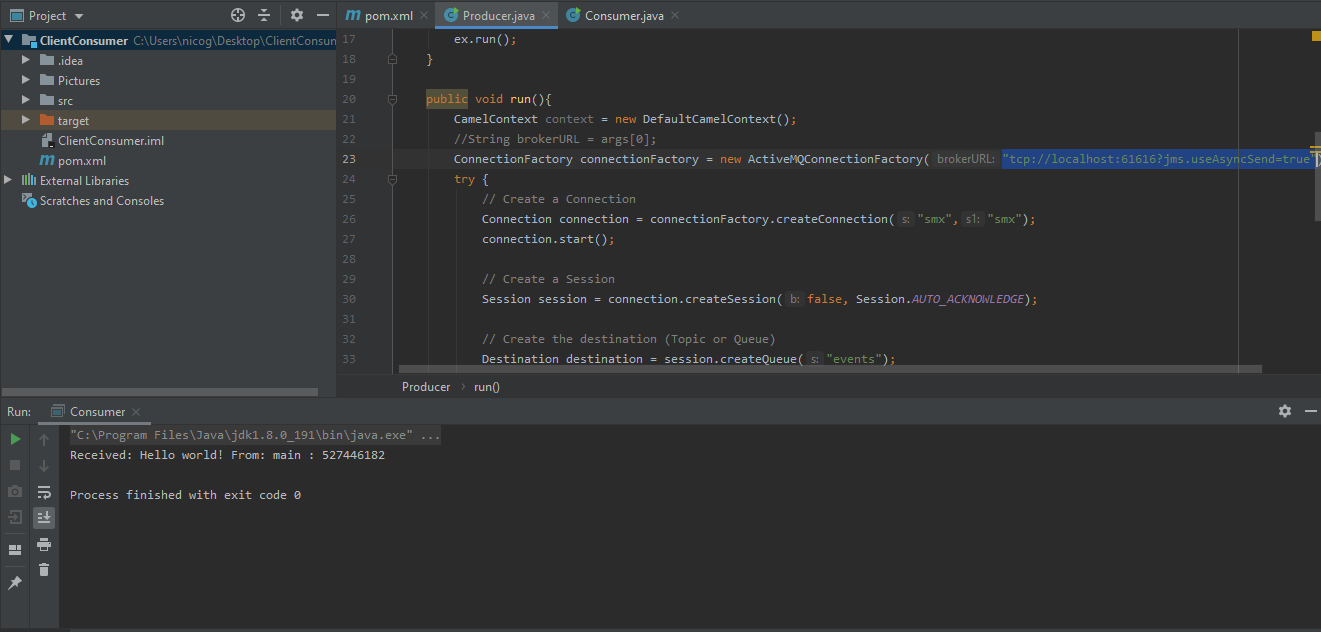 Project
pom.xml
Producer.java
Consumer.java
ClientConsumer C:\Users\nicog\Desktop\ClientConsun
.idea
Pictures
src
target
ClientConsumer.iml
pom.xml
External Libraries
Scratches and Consoles
17 ex.run();
18 }
19
20 public void run(){
21 CamelContext context = new DefaultCamelContext();
22 //String brokerURL = args[0];
23 ConnectionFactory connectionFactory = new ActiveMQConnectionFactory( brokerURL: "tcp://localhost:61616?jms.useAsyncSend=true"
24 try {
25 // Create a Connection
26 Connection connection = connectionFactory.createConnection( s: "smx", s1: "smx");
27 connection.start();
28
29 // Create a Session
30 Session session = connection.createSession( b: false, Session.AUTO_ACKNOWLEDGE);
31
32 // Create the destination (Topic or Queue)
33 Destination destination = session.createQueue( s: "events");
Producer › run()
Run: Consumer
"C:\Program Files\Java\jdk1.8.0_191\bin\java.exe" ...
Received: Hello world! From: main : 527446182
Process finished with exit code 0